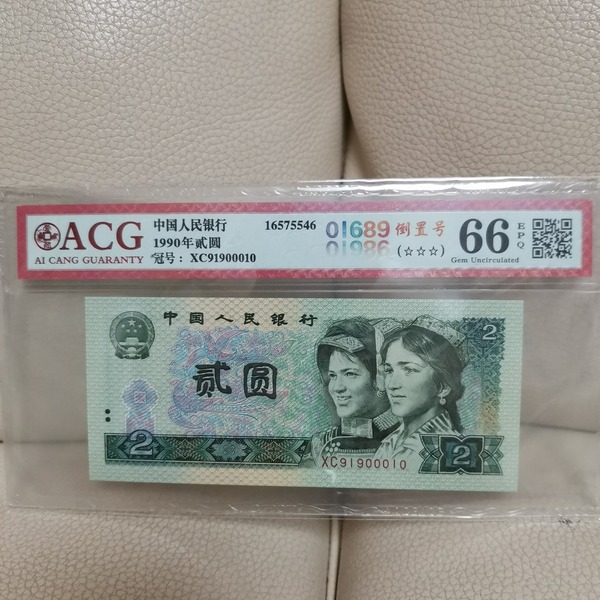 ACG
AI CANG GUARANTY
中国人民银行
1990年贰圆
冠号: XC91900010
16575546
01689
倒置号
(☆☆☆)
66
EPQ
Gem Uncirculated
中国人民银行
2
贰圆
XC91900010
2
2